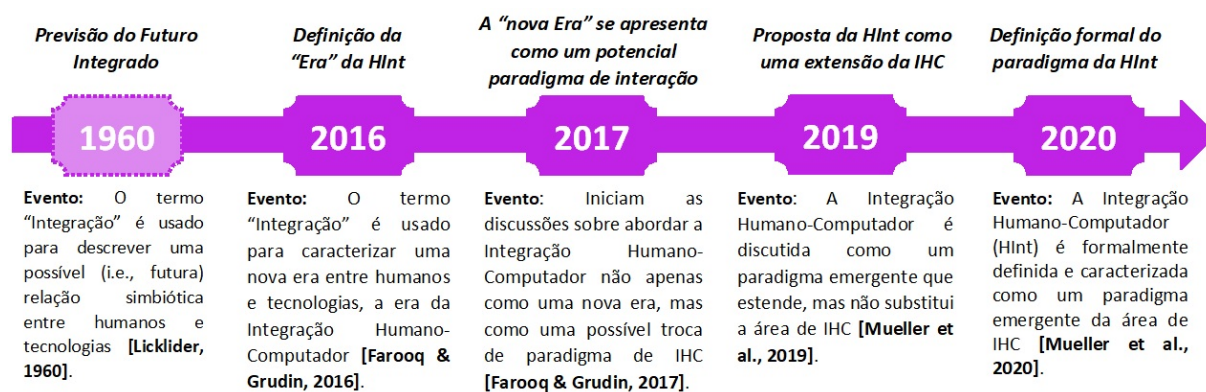 Previsão do Futuro
Integrado
1960
Evento: O termo
“Integração” é usado
para descrever uma
possível (i.e., futura)
relação simbiótica
entre humanos e
tecnologias [Licklider,
1960].
Definição da
“Era” da HInt
2016
Evento: O termo
“Integração” é usado
para caracterizar uma
nova era entre humanos
e tecnologias, a era da
Integração Humano-
Computador [Farooq &
Grudin, 2016].
A “nova Era” se apresenta
como um potencial
paradigma de interação
2017
Evento: Iniciam as
discussões sobre abordar a
Integração Humano-
Computador não apenas
como uma nova era, mas
como uma possível troca
de paradigma de IHC
[Farooq & Grudin, 2017].
Proposta da HInt como
uma extensão da IHC
2019
Evento: A Integração
Humano-Computador é
discutida como um
paradigma emergente que
estende, mas não substitui
a área de IHC [Mueller et
al., 2019].
Definição formal do
paradigma da HInt
2020
Evento: A Integração
Humano-Computador
(HInt) é formalmente
definida e caracterizada
como um paradigma
emergente da área de
IHC [Mueller et al.,
2020].